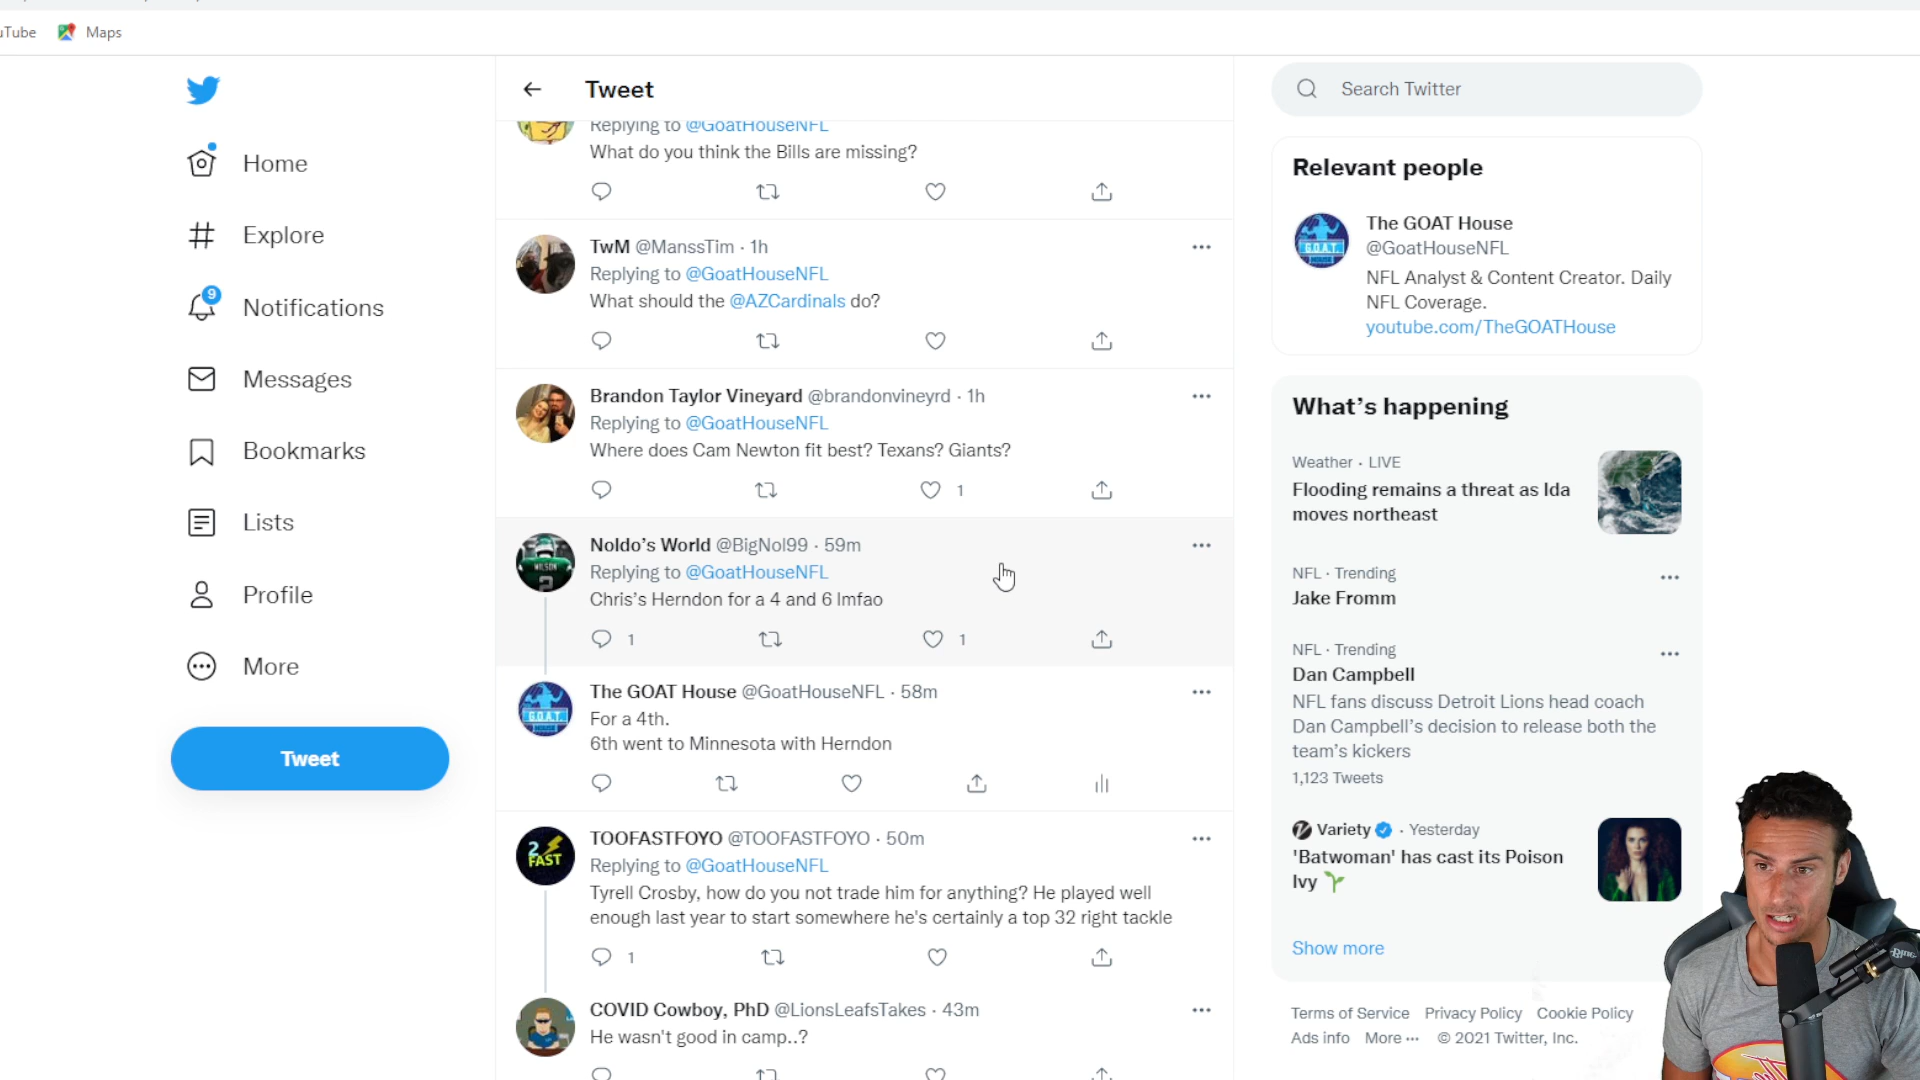 uTube
Maps
Tweet
Search Twitter
Replying to @GoatHouseNFL
What do you think the Bills are missing?
Home
Explore
9
Notifications
Messages
Bookmarks
Lists
Profile
More
Tweet
TwM @ManssTim · 1h
Replying to @GoatHouseNFL
What should the @AZCardinals do?
Brandon Taylor Vineyard @brandonvineyrd · 1h
Replying to @GoatHouseNFL
Where does Cam Newton fit best? Texans? Giants?
1
WILSON
2
Noldo's World @BigNol99 · 59m
Replying to @GoatHouseNFL
Chris's Herndon for a 4 and 6 lmfao
1
1
G.O.A.T.
HOUSE
The GOAT House @GoatHouseNFL · 58m
For a 4th.
6th went to Minnesota with Herndon
2
FAST
TOOFASTFOYO @TOOFASTFOYO · 50m
Replying to @GoatHouseNFL
Tyrell Crosby, how do you not trade him for anything? He played well
enough last year to start somewhere he's certainly a top 32 right tackle
1
COVID Cowboy, PhD @LionsLeafsTakes · 43m
He wasn't good in camp..?
Relevant people
G.O.A.T.
HOUSE
The GOAT House
@GoatHouseNFL
NFL Analyst & Content Creator. Daily
NFL Coverage.
youtube.com/TheGOATHouse
What's happening
Weather · LIVE
Flooding remains a threat as Ida
moves northeast
NFL · Trending
Jake Fromm
NFL · Trending
Dan Campbell
NFL fans discuss Detroit Lions head coach
Dan Campbell's decision to release both the
team's kickers
1,123 Tweets
Variety · Yesterday
'Batwoman' has cast its Poison
Ivy
Show more
Terms of Service Privacy Policy Cookie Policy
Ads info More ··· © 2021 Twitter, Inc.